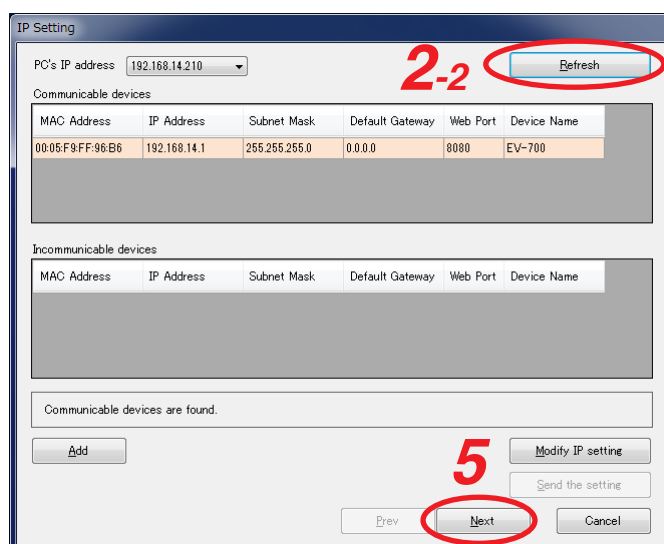 IP Setting
PC's IP address 192.168.14.210
2-2
Refresh
Communicable devices
MAC Address IP Address Subnet Mask Default Gateway Web Port Device Name
00:05:F9:FF:96:B6 192.168.14.1 255.255.255.0 0.0.0.0 8080 EV-700
Incommunicable devices
MAC Address IP Address Subnet Mask Default Gateway Web Port Device Name
Communicable devices are found.
Add
5
Modify IP setting
Send the setting
Prev Next Cancel